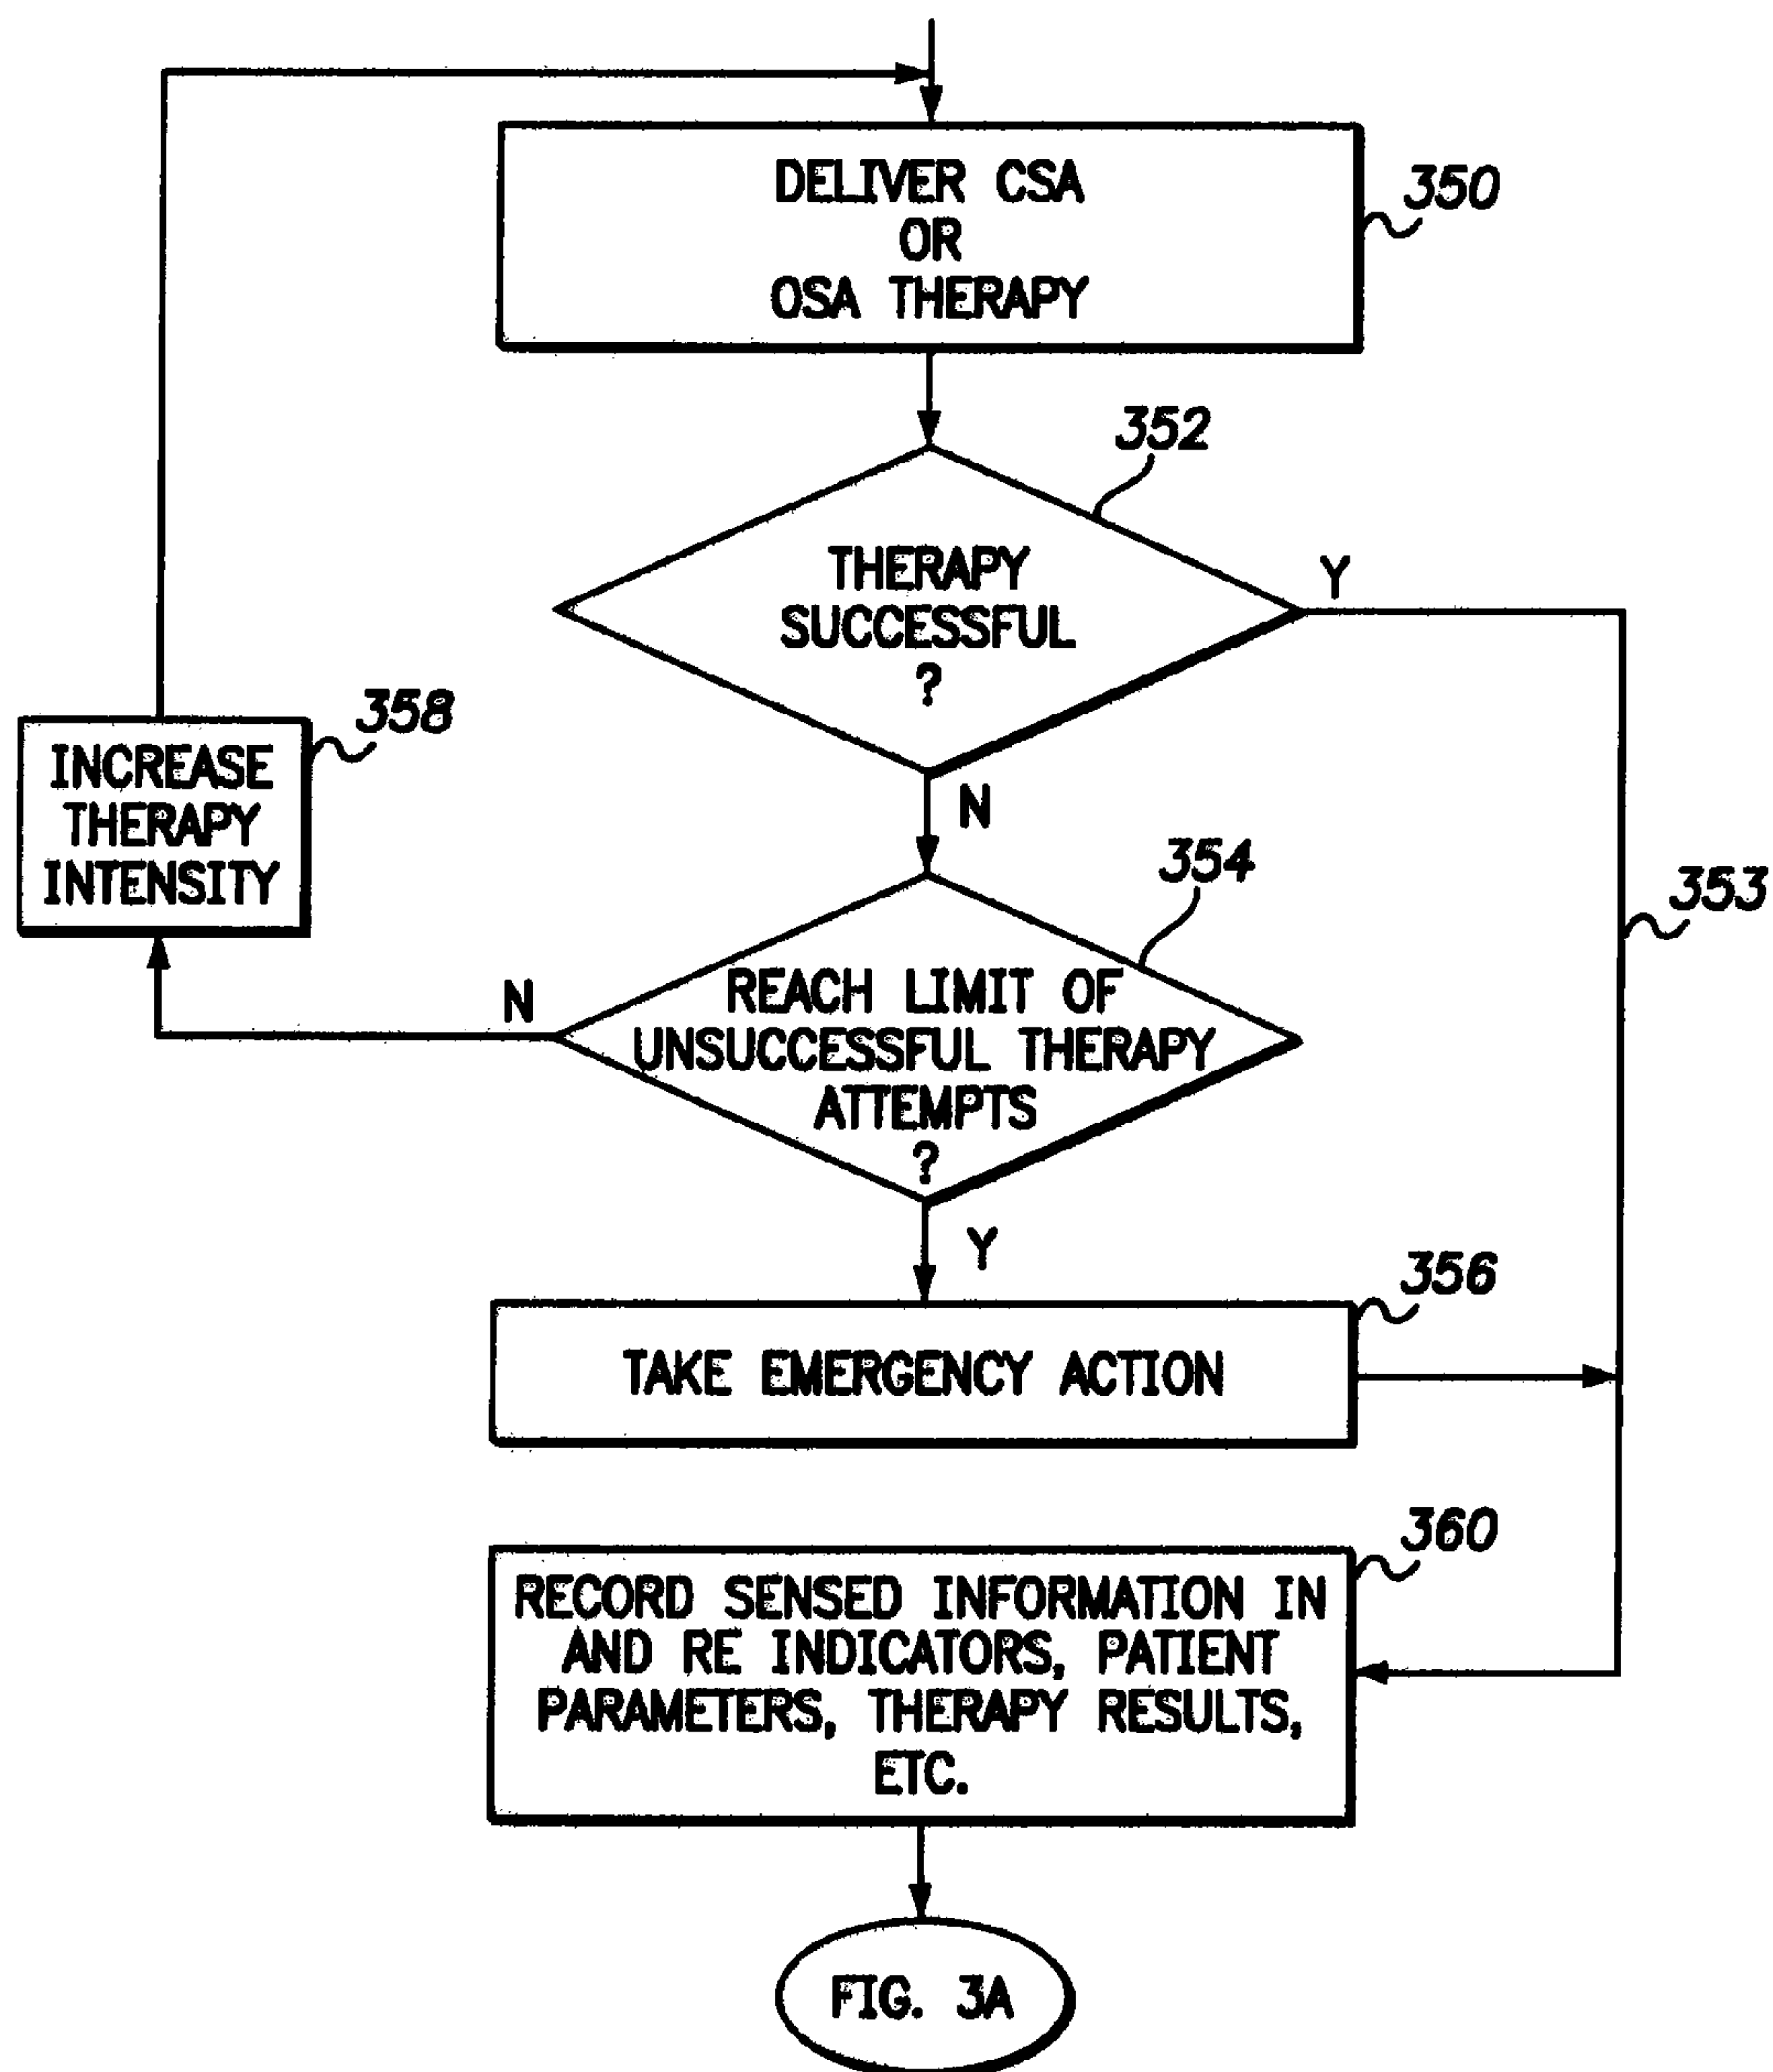 DELIVER CSA
OR
OSA THERAPY
350
352
THERAPY
SUCCESSFUL
?
Y
N
358
INCREASE
THERAPY
INTENSITY
353
354
REACH LIMIT OF
UNSUCCESSFUL THERAPY
ATTEMPTS
?
N
Y
356
TAKE EMERGENCY ACTION
360
RECORD SENSED INFORMATION IN
AND RE INDICATORS, PATIENT
PARAMETERS, THERAPY RESULTS,
ETC.
FIG. 3A